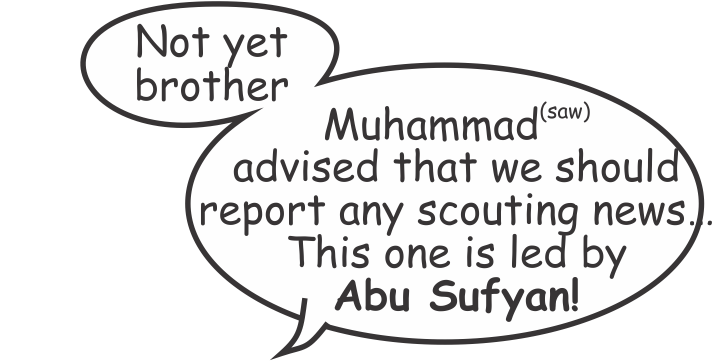 Not yet
brother
Muhammad(saw)
advised that we should
report any scouting news...
This one is led by
Abu Sufyan!